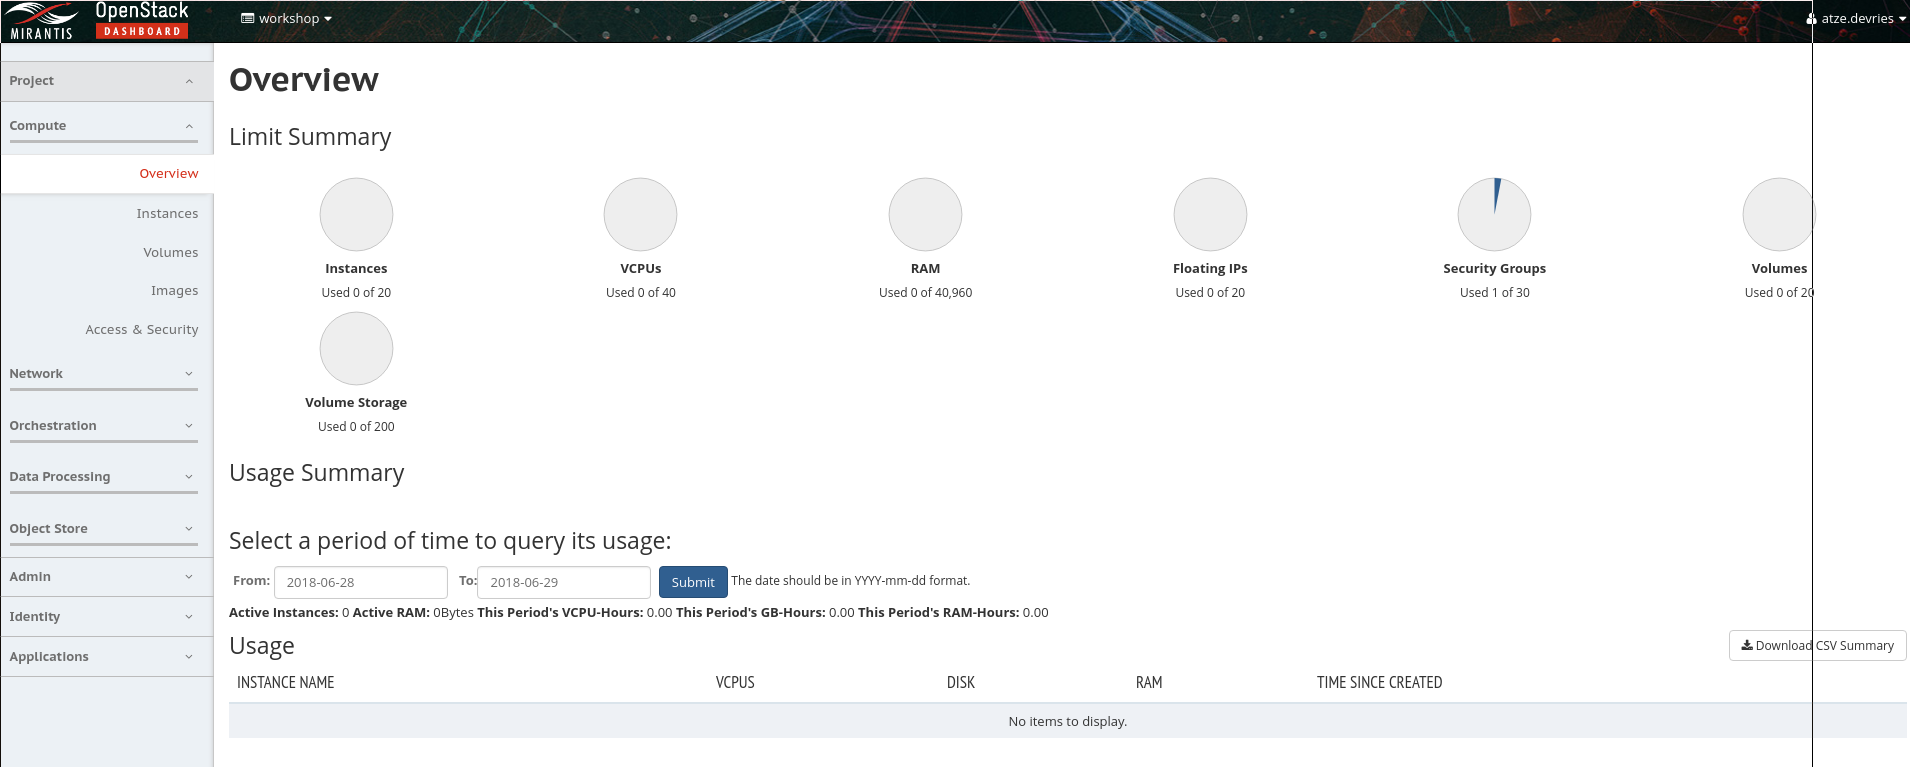 MIRANTIS
OpenStack
DASHBOARD
workshop
atze.devries
Project
Compute
Overview
Instances
Volumes
Images
Access & Security
Network
Orchestration
Data Processing
Object Store
Admin
Identity
Applications
Overview
Limit Summary
Instances
Used 0 of 20
VCPUs
Used 0 of 40
RAM
Used 0 of 40,960
Floating IPs
Used 0 of 20
Security Groups
Used 1 of 30
Volumes
Used 0 of 20
Volume Storage
Used 0 of 200
Usage Summary
Select a period of time to query its usage:
From: 2018-06-28 To: 2018-06-29 Submit The date should be in YYYY-mm-dd format.
Active Instances: 0 Active RAM: 0Bytes This Period's VCPU-Hours: 0.00 This Period's GB-Hours: 0.00 This Period's RAM-Hours: 0.00
Usage
Download CSV Summary
INSTANCE NAME VCPUS DISK RAM TIME SINCE CREATED
No items to display.